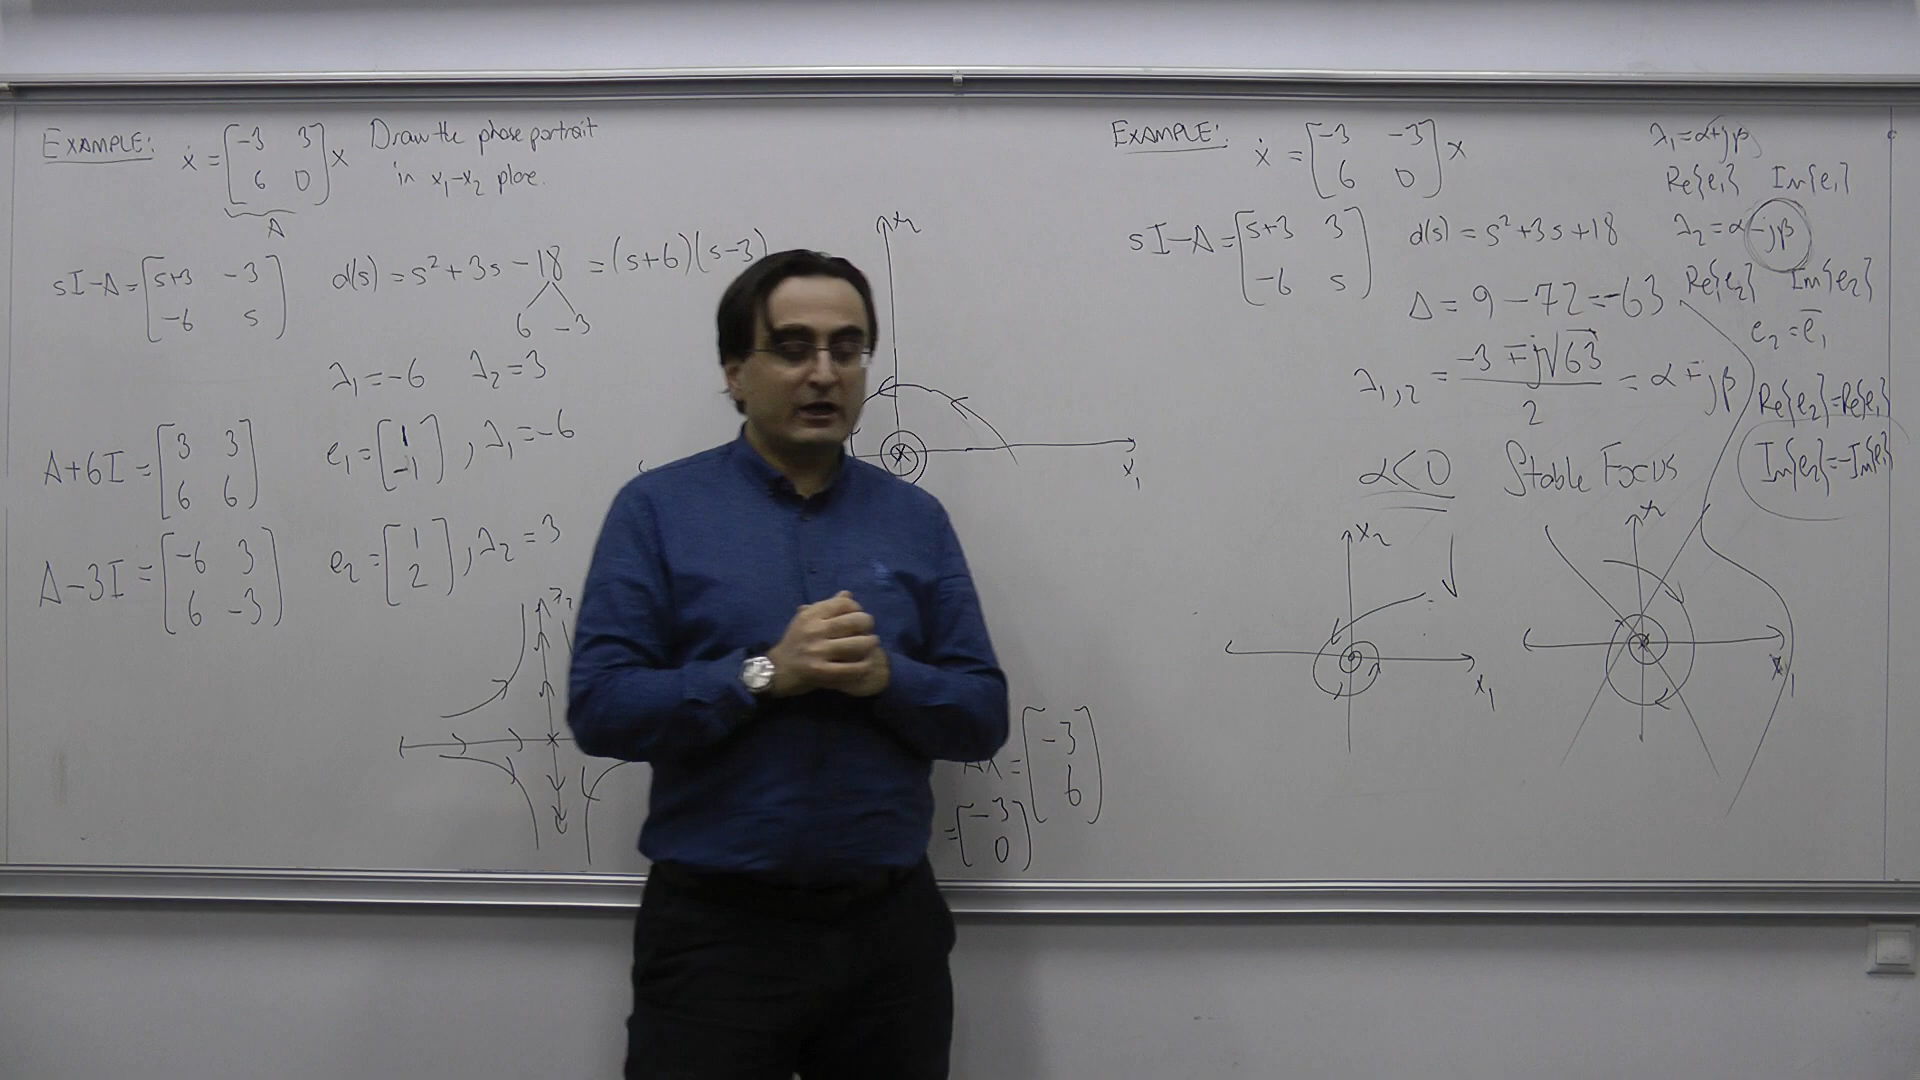 EXAMPLE: ẋ = [-3 3; 6 0] x Draw the phase portrait
in x₁-x₂ plane.
A
sI-A = [s+3 -3; -6 s] d(s) = s²+3s-18 = (s+6)(s-3)
6 -3
λ₁=-6 λ₂=3
A+6I = [3 3; 6 6] e₁=[1; -1], λ₁=-6
A-3I = [-6 3; 6 -3] e₂=[1; 2], λ₂=3
x₂
x₁
= [-3; 6]
= [-3; 0]
EXAMPLE: ẋ = [-3 -3; 6 0] x
sI-A = [s+3 3; -6 s] d(s) = s²+3s+18
Δ = 9-72=-63
λ₁,₂ = (-3 ∓ j√63)/2 = α ∓ jβ
α<0 Stable Focus
x₂
x₁
x₂
x₁
λ₁=α+jβ
Re{e₁} Im{e₁}
λ₂=α-jβ
Re{e₂} Im{e₂}
e₂=ē₁
Re{e₂}=Re{e₁}
Im{e₂}=-Im{e₁}